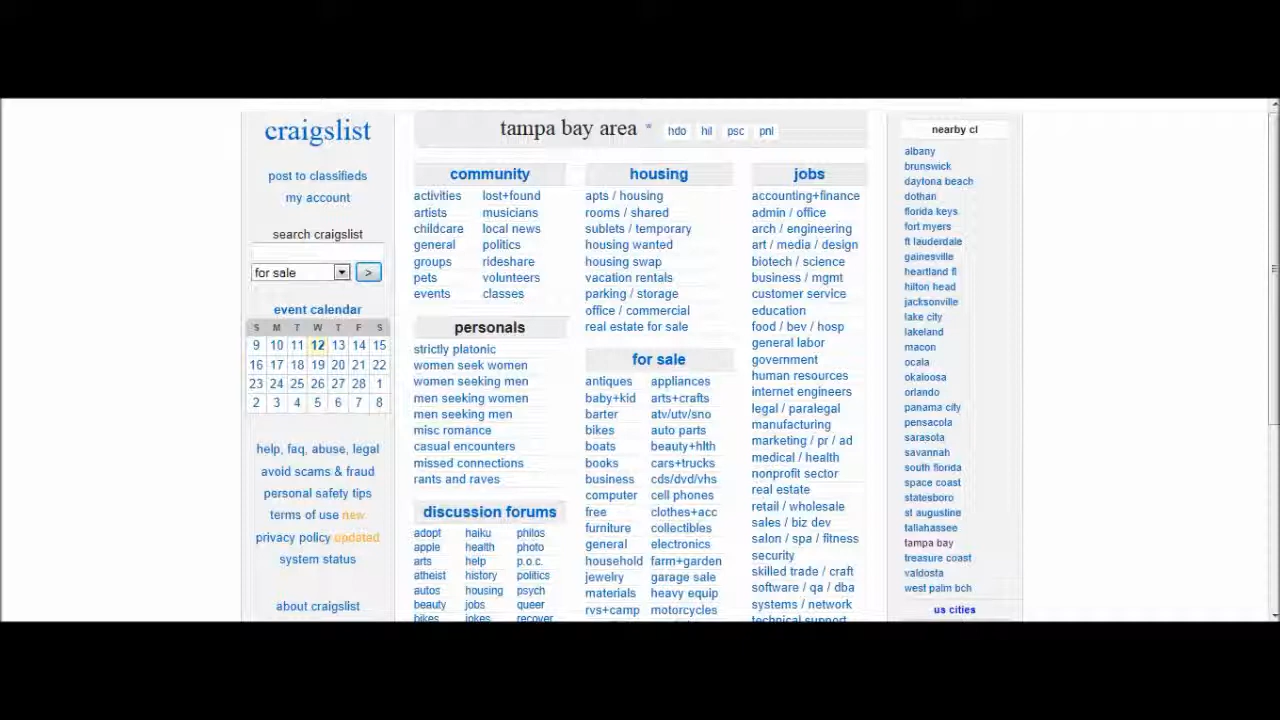 craigslist
post to classifieds
my account
search craigslist
for sale
>
event calendar
S M T W T F S
9 10 11 12 13 14 15
16 17 18 19 20 21 22
23 24 25 26 27 28 1
2 3 4 5 6 7 8
help, faq, abuse, legal
avoid scams & fraud
personal safety tips
terms of use new
privacy policy updated
system status
about craigslist
tampa bay area * hdo hil psc pnl
community
activities lost+found
artists musicians
childcare local news
general politics
groups rideshare
pets volunteers
events classes
personals
strictly platonic
women seek women
women seeking men
men seeking women
men seeking men
misc romance
casual encounters
missed connections
rants and raves
discussion forums
adopt haiku philos
apple health photo
arts help p.o.c.
atheist history politics
autos housing psych
beauty jobs queer
bikes jokes recover
housing
apts / housing
rooms / shared
sublets / temporary
housing wanted
housing swap
vacation rentals
parking / storage
office / commercial
real estate for sale
for sale
antiques appliances
baby+kid arts+crafts
barter atv/utv/sno
bikes auto parts
boats beauty+hlth
books cars+trucks
business cds/dvd/vhs
computer cell phones
free clothes+acc
furniture collectibles
general electronics
household farm+garden
jewelry garage sale
materials heavy equip
rvs+camp motorcycles
jobs
accounting+finance
admin / office
arch / engineering
art / media / design
biotech / science
business / mgmt
customer service
education
food / bev / hosp
general labor
government
human resources
internet engineers
legal / paralegal
manufacturing
marketing / pr / ad
medical / health
nonprofit sector
real estate
retail / wholesale
sales / biz dev
salon / spa / fitness
security
skilled trade / craft
software / qa / dba
systems / network
technical support
nearby cl
albany
brunswick
daytona beach
dothan
florida keys
fort myers
ft lauderdale
gainesville
heartland fl
hilton head
jacksonville
lake city
lakeland
macon
ocala
okaloosa
orlando
panama city
pensacola
sarasota
savannah
south florida
space coast
statesboro
st augustine
tallahassee
tampa bay
treasure coast
valdosta
west palm bch
us cities